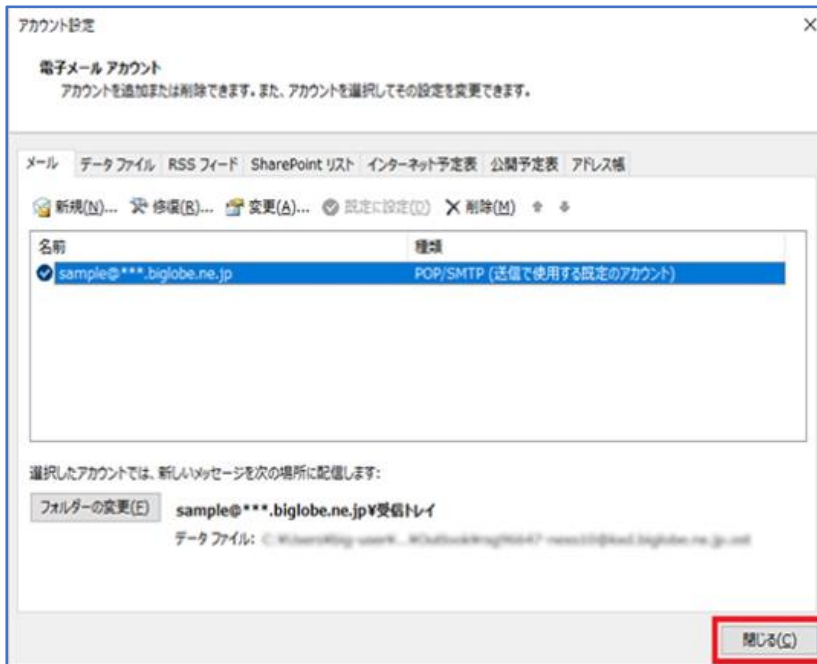 アカウント設定
電子メール アカウント
アカウントを追加または削除できます。また、アカウントを選択してその設定を変更できます。
メール データ ファイル RSS フィード SharePoint リスト インターネット予定表 公開予定表 アドレス帳
新規(N)... 修復(R)... 変更(A)... 既定に設定(D) 削除(M)
名前 種類
sample@***.biglobe.ne.jp POP/SMTP (送信で使用する既定のアカウント)
選択したアカウントでは、新しいメッセージを次の場所に配信します:
フォルダーの変更(F) sample@***.biglobe.ne.jp¥受信トレイ
データ ファイル:
閉じる(C)